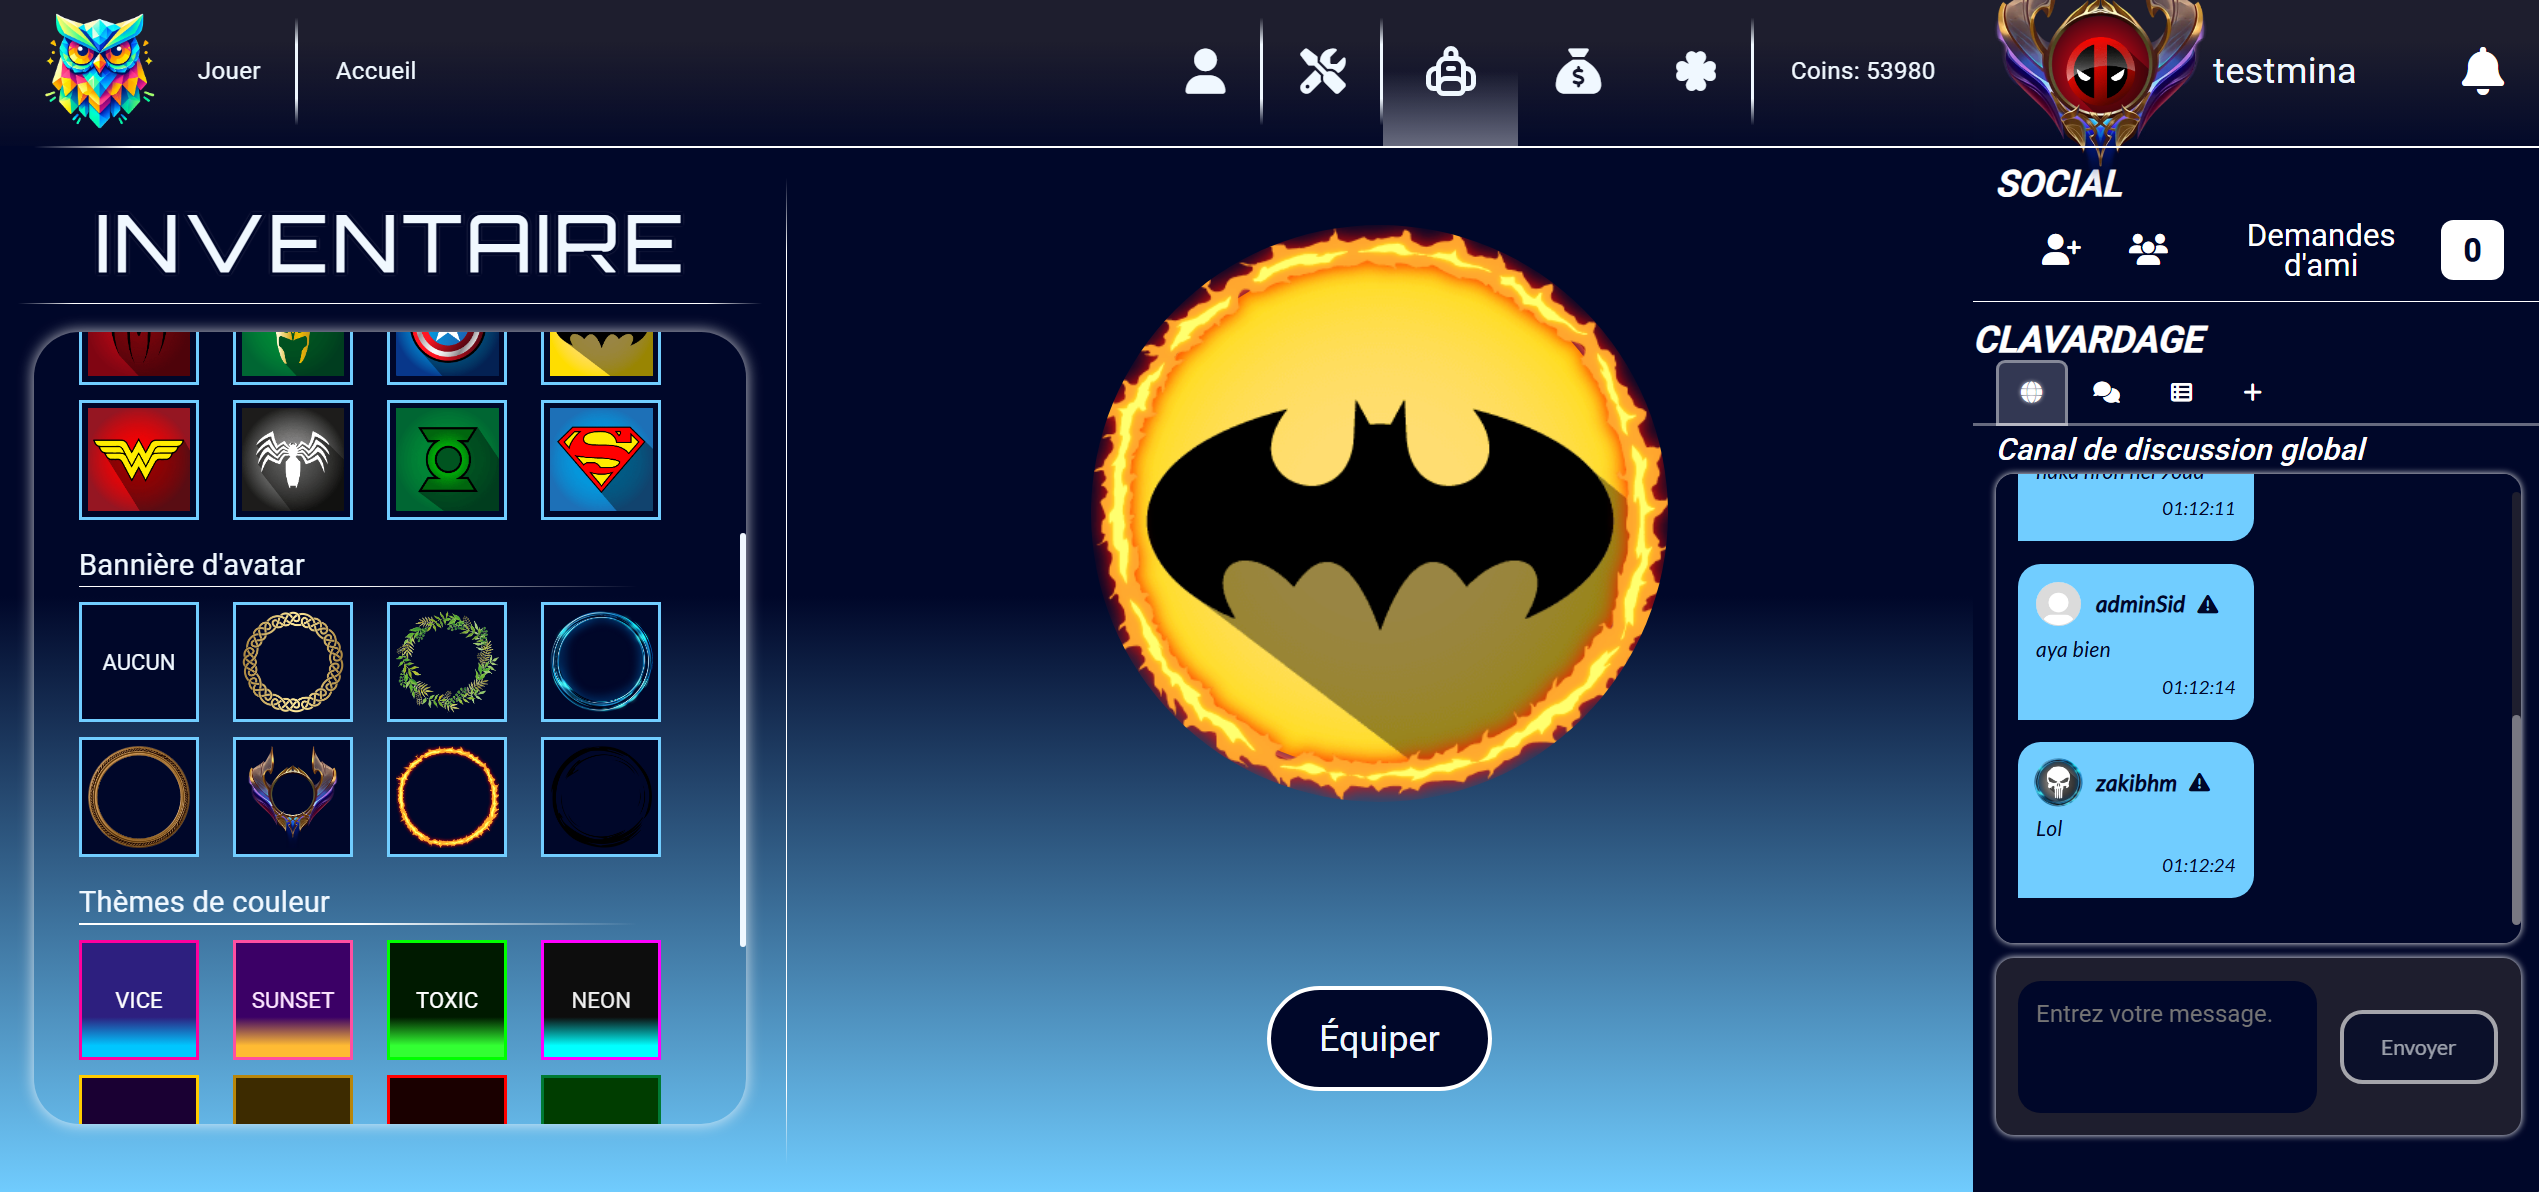 Jouer
Accueil
Coins: 53980
testmina
INVENTAIRE
Bannière d'avatar
AUCUN
Thèmes de couleur
VICE
SUNSET
TOXIC
NEON
Équiper
SOCIAL
Demandes
d'ami
0
CLAVARDAGE
Canal de discussion global
01:12:11
adminSid
aya bien
01:12:14
zakibhm
Lol
01:12:24
Entrez votre message.
Envoyer